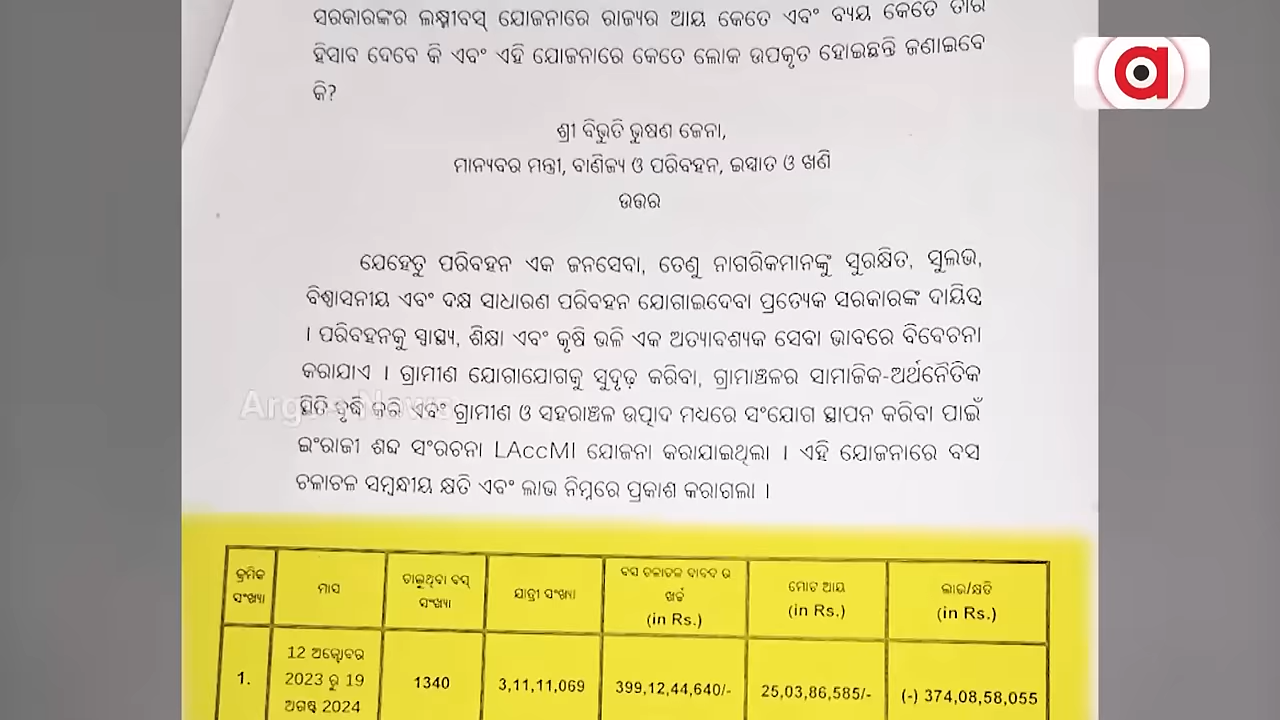 ସରକାରଙ୍କର ଲକ୍ଷ୍ମୀବସ୍ ଯୋଜନାରେ ରାଜ୍ୟର ଆୟ କେତେ ଏବଂ ବ୍ୟୟ କେତେ ତାର
ହିସାବ ଦେବେ କି ଏବଂ ଏହି ଯୋଜନାରେ କେତେ ଲୋକ ଉପକୃତ ହୋଇଛନ୍ତି ଜଣାଇବେ
କି?
a
ଶ୍ରୀ ବିଭୁତି ଭୁଷଣ ଜେନା,
ମାନ୍ୟବର ମନ୍ତ୍ରୀ, ବାଣିଜ୍ୟ ଓ ପରିବହନ, ଇସ୍ପାତ ଓ ଖଣି
ଉତ୍ତର
ଯେହେତୁ ପରିବହନ ଏକ ଜନସେବା, ତେଣୁ ନାଗରିକମାନଙ୍କୁ ସୁରକ୍ଷିତ, ସୁଲଭ,
ବିଶ୍ୱାସନୀୟ ଏବଂ ଦକ୍ଷ ସାଧାରଣ ପରିବହନ ଯୋଗାଇଦେବା ପ୍ରତ୍ୟେକ ସରକାରଙ୍କ ଦାୟିତ୍ୱ
। ପରିବହନକୁ ସ୍ୱାସ୍ଥ୍ୟ, ଶିକ୍ଷା ଏବଂ କୃଷି ଭଳି ଏକ ଅତ୍ୟାବଶ୍ୟକ ସେବା ଭାବରେ ବିବେଚନା
କରାଯାଏ । ଗ୍ରାମୀଣ ଯୋଗାଯୋଗକୁ ସୁଦୃଢ଼ କରିବା, ଗ୍ରାମାଞ୍ଚଳର ସାମାଜିକ-ଅର୍ଥନୈତିକ
ସ୍ଥିତି ବୃଦ୍ଧି କରି ଏବଂ ଗ୍ରାମୀଣ ଓ ସହରାଞ୍ଚଳ ଉତ୍ପାଦ ମଧ୍ୟରେ ସଂଯୋଗ ସ୍ଥାପନ କରିବା ପାଇଁ
ଇଂରାଜୀ ଶବ୍ଦ ସଂରଚନା LAccMI ଯୋଜନା କରାଯାଇଥିଲା । ଏହି ଯୋଜନାରେ ବସ
ଚଳାଚଳ ସମ୍ବନ୍ଧୀୟ କ୍ଷତି ଏବଂ ଲାଭ ନିମ୍ନରେ ପ୍ରକାଶ କରାଗଲା ।
କ୍ରମିକ ସଂଖ୍ୟା ମାସ ଚାଲୁଥିବା ବସ୍ ସଂଖ୍ୟା ଯାତ୍ରୀ ସଂଖ୍ୟା ବସ ଚଳାଚଳ ବାବଦ ଖର୍ଚ୍ଚ (in Rs.) ମୋଟ ଆୟ (in Rs.) ଲାଭ/କ୍ଷତି (in Rs.)
1. 12 ଅକ୍ଟୋବର 2023 ରୁ 19 ଅଗଷ୍ଟ 2024 1340 3,11,11,069 399,12,44,640/- 25,03,86,585/- (-) 374,08,58,055